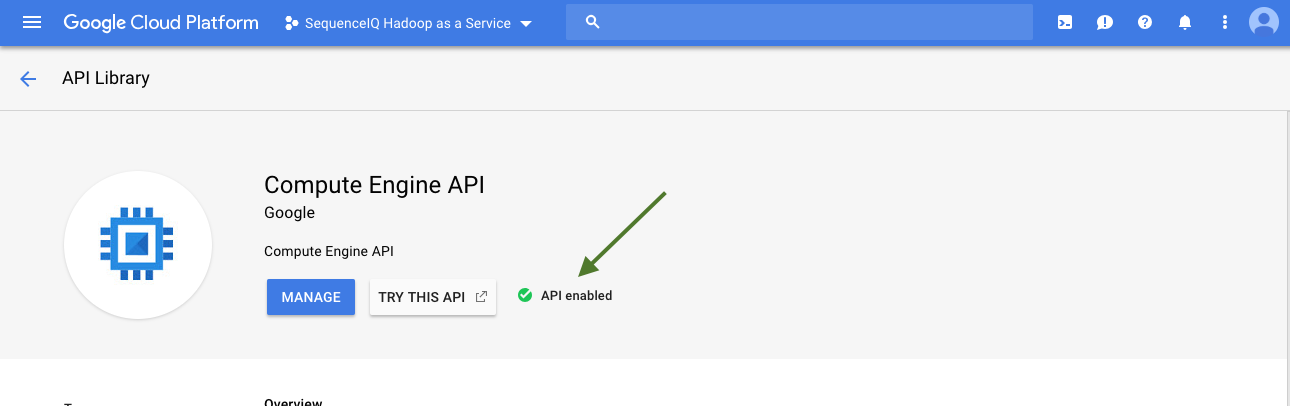 Google Cloud Platform
SequenceIQ Hadoop as a Service
API Library
Compute Engine API
Google
Compute Engine API
MANAGE
TRY THIS API
API enabled
Overview